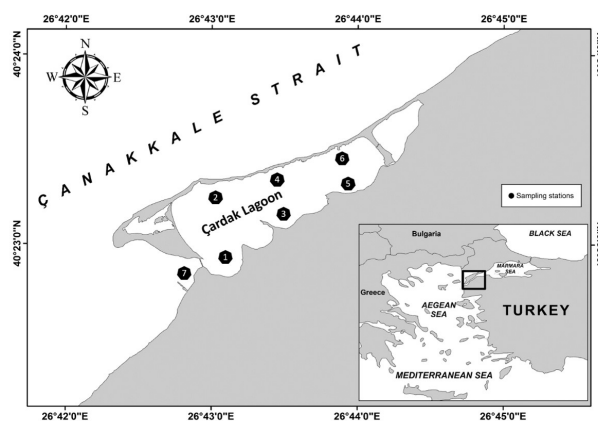 26°42'0"E 26°43'0"E 26°44'0"E 26°45'0"E
40°24'0"N
N
W E
S
ÇANAKKALE STRAIT
6
4
5
2
Çardak Lagoon
3
Sampling stations
40°23'0"N
1
7
Bulgaria
BLACK SEA
MARMARA
SEA
Greece
AEGEAN
SEA
TURKEY
MEDITERRANEAN SEA
26°42'0"E 26°43'0"E 26°44'0"E 26°45'0"E